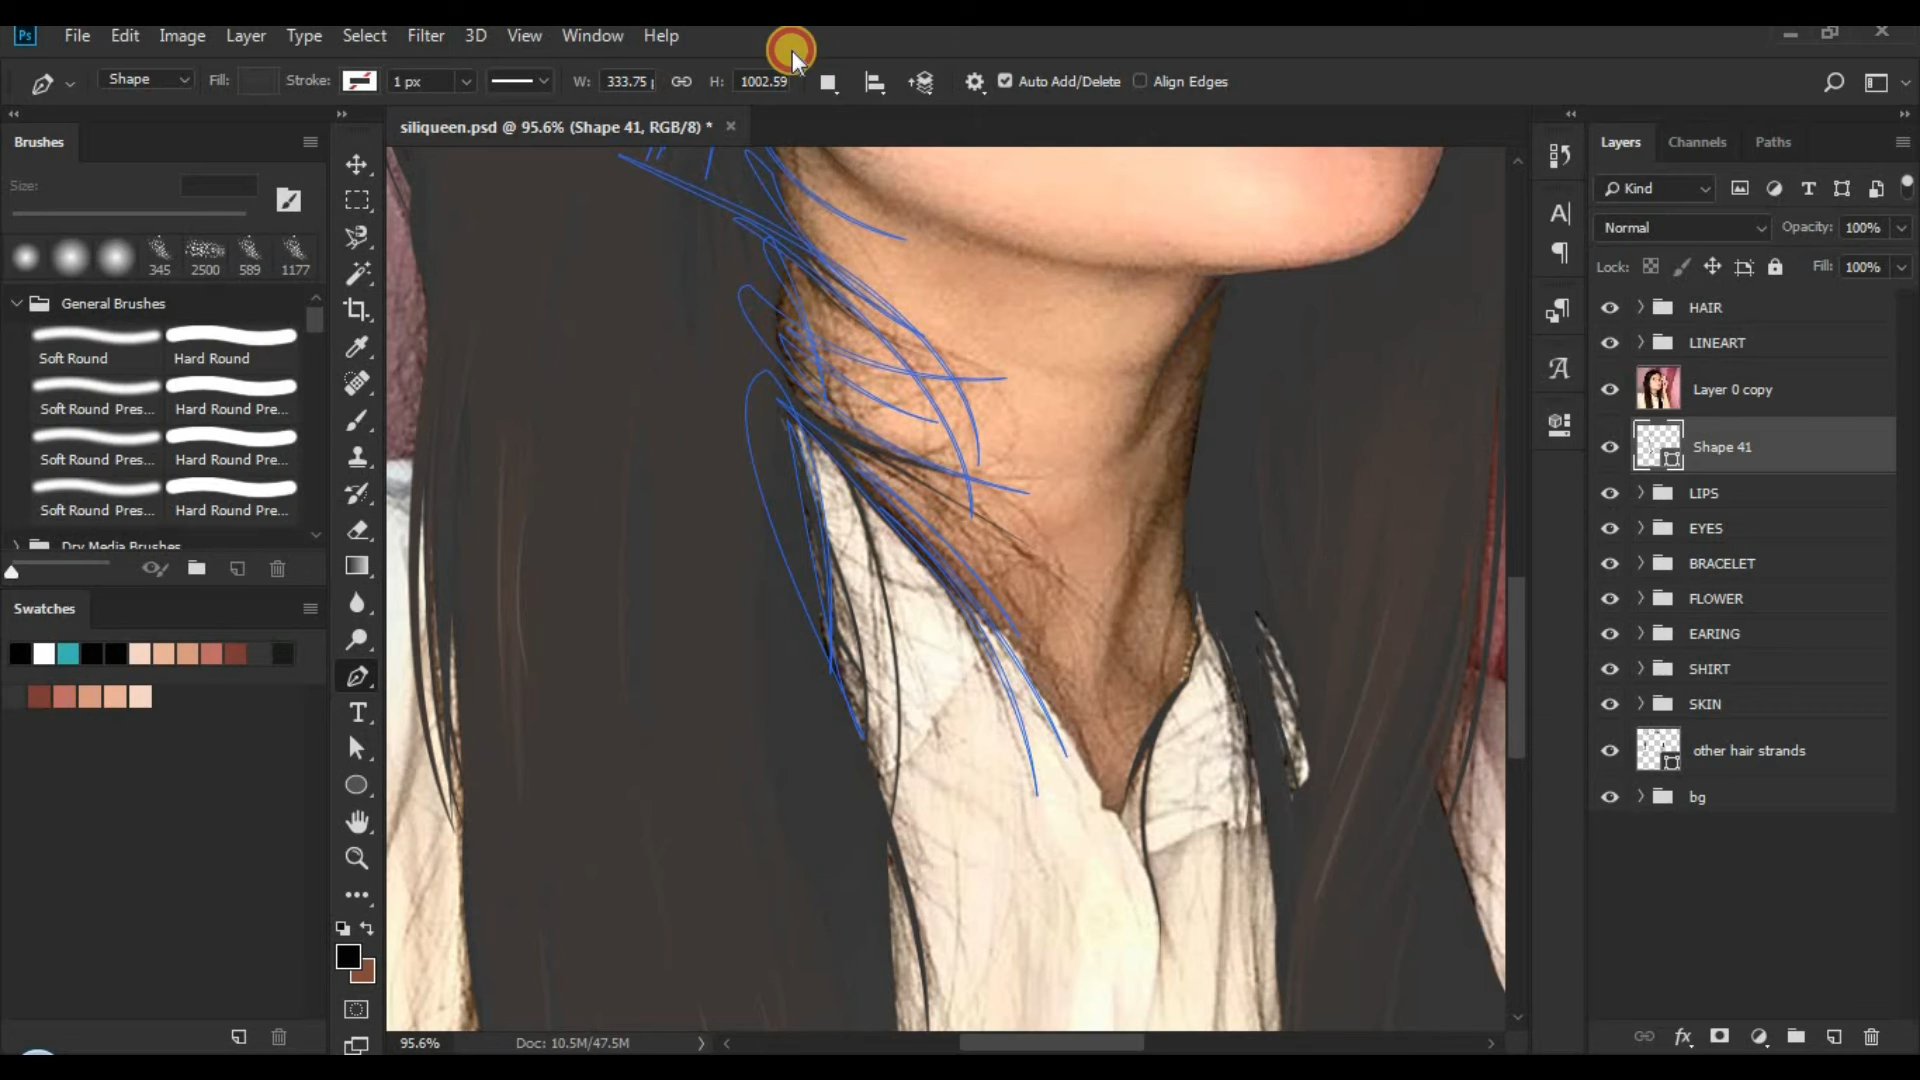 Ps File Edit Image Layer Type Select Filter 3D View Window Help
Shape Fill: Stroke: 1 px W: 333.75 H: 1002.59 Auto Add/Delete Align Edges
Brushes
siliqueen.psd @ 95.6% (Shape 41, RGB/8) *
Layers Channels Paths
Size:
Kind
Normal Opacity: 100%
345 2500 589 1177
Lock: Fill: 100%
General Brushes
Soft Round Hard Round
Soft Round Pres... Hard Round Pre...
Soft Round Pres... Hard Round Pre...
Soft Round Pres... Hard Round Pre...
Dry Media Brushes
Swatches
HAIR
LINEART
Layer 0 copy
Shape 41
LIPS
EYES
BRACELET
FLOWER
EARING
SHIRT
SKIN
other hair strands
bg
95.6% Doc: 10.5M/47.5M